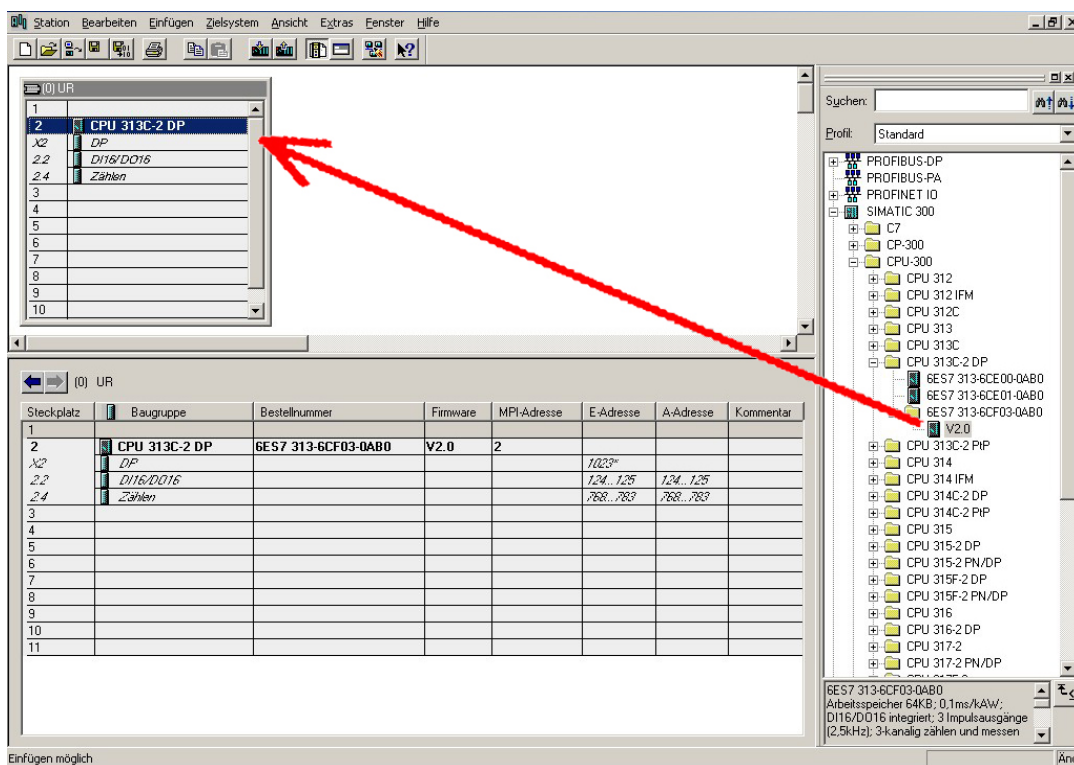 Station Bearbeiten Einfügen Zielsystem Ansicht Extras Fenster Hilfe
(0) UR
1
2 CPU 313C-2 DP
X2 DP
2.2 DI16/DO16
2.4 Zählen
3
4
5
6
7
8
9
10
(0) UR
Steckplatz Baugruppe Bestellnummer Firmware MPI-Adresse E-Adresse A-Adresse Kommentar
1
2 CPU 313C-2 DP 6ES7 313-6CF03-0AB0 V2.0 2
X2 DP 1023*
2.2 DI16/DO16 124...125 124...125
2.4 Zählen 768...783 768...783
3
4
5
6
7
8
9
10
11
Suchen:
Profil: Standard
PROFIBUS-DP
PROFIBUS-PA
PROFINET IO
SIMATIC 300
C7
CP-300
CPU-300
CPU 312
CPU 312 IFM
CPU 312C
CPU 313
CPU 313C
CPU 313C-2 DP
6ES7 313-6CE00-0AB0
6ES7 313-6CE01-0AB0
6ES7 313-6CF03-0AB0
V2.0
CPU 313C-2 PtP
CPU 314
CPU 314 IFM
CPU 314C-2 DP
CPU 314C-2 PtP
CPU 315
CPU 315-2 DP
CPU 315-2 PN/DP
CPU 315F-2 DP
CPU 315F-2 PN/DP
CPU 316
CPU 316-2 DP
CPU 317-2
CPU 317-2 PN/DP
6ES7 313-6CF03-0AB0
Arbeitsspeicher 64KB; 0,1ms/kAW;
DI16/DO16 integriert; 3 Impulsausgänge
(2,5kHz); 3-kanalig zählen und messen
Einfügen möglich
Änd